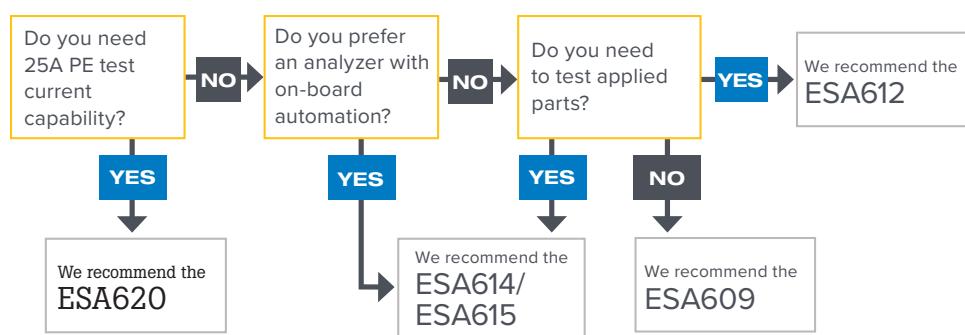 Do you need
25A PE test
current
capability?
NO
Do you prefer
an analyzer with
on-board
automation?
NO
Do you need
to test applied
parts?
YES
We recommend the
ESA612
YES
YES
YES
NO
We recommend the
ESA620
We recommend the
ESA614/
ESA615
We recommend the
ESA609